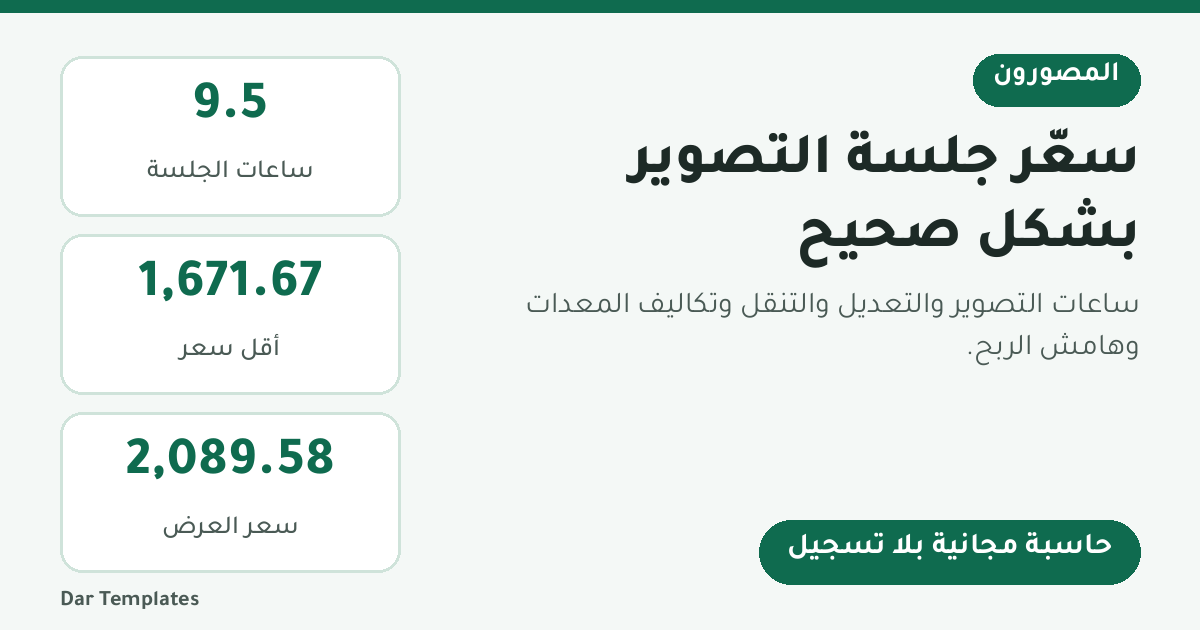 المصورون
سعّر جلسة التصوير
بشكل صحيح
ساعات التصوير والتعديل والتنقل وتكاليف المعدات
وهامش الربح.
حاسبة مجانية بلا تسجيل
9.5
ساعات الجلسة
1,671.67
أقل سعر
2,089.58
سعر العرض
Dar Templates